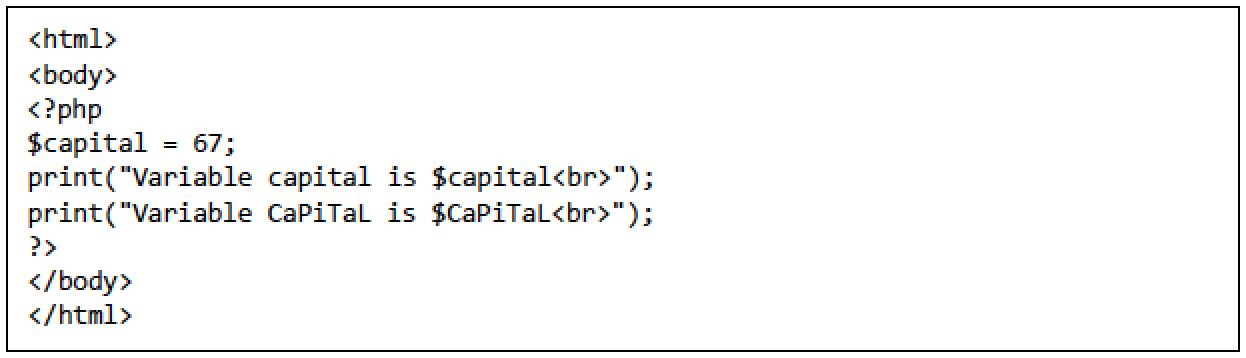 <html>
<body>
<?php
$capital = 67;
print("Variable capital is $capital<br>");
print("Variable CaPiTaL is $CaPiTaL<br>");
?>
</body>
</html>